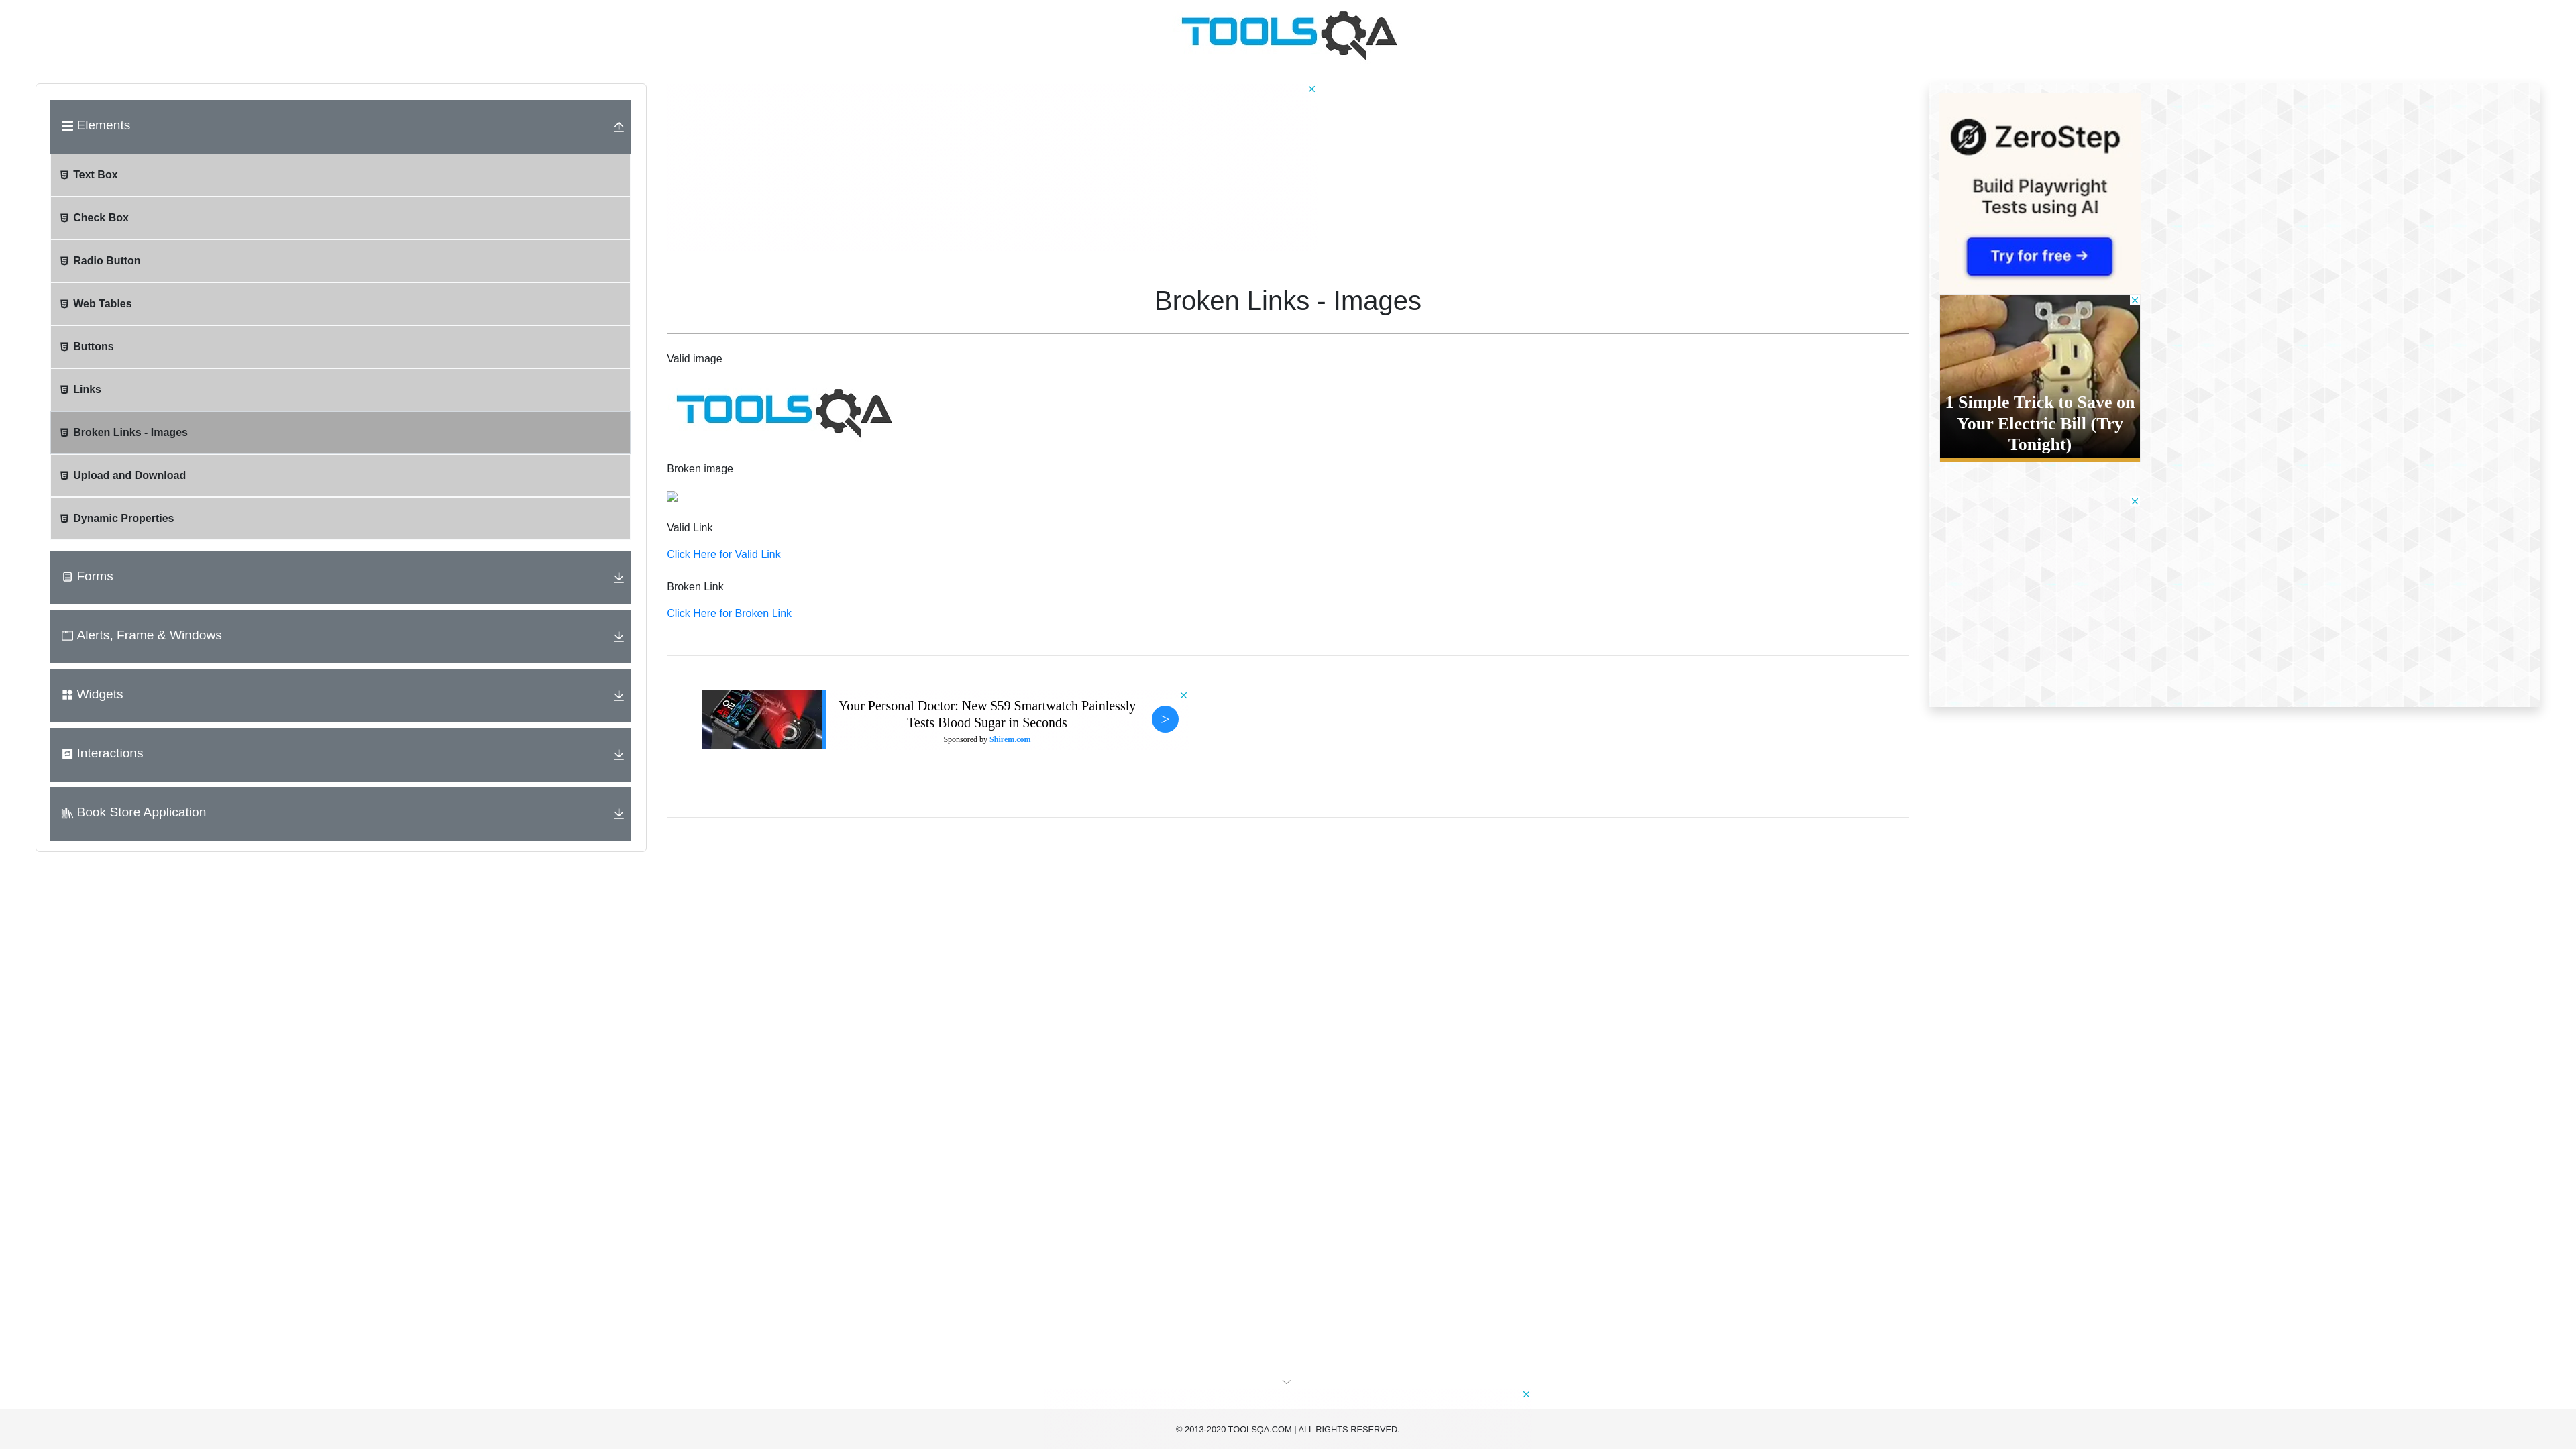 TOOLSQA
Elements
Text Box
Check Box
Radio Button
Web Tables
Buttons
Links
Broken Links - Images
Upload and Download
Dynamic Properties
Forms
Alerts, Frame & Windows
Widgets
Interactions
Book Store Application
Broken Links - Images
Valid image
TOOLSQA
Broken image
Valid Link
Click Here for Valid Link
Broken Link
Click Here for Broken Link
Your Personal Doctor: New $59 Smartwatch Painlessly
Tests Blood Sugar in Seconds
Sponsored by Shirem.com
>
ZeroStep
Build Playwright
Tests using AI
Try for free →
1 Simple Trick to Save on
Your Electric Bill (Try
Tonight)
© 2013-2020 TOOLSQA.COM | ALL RIGHTS RESERVED.